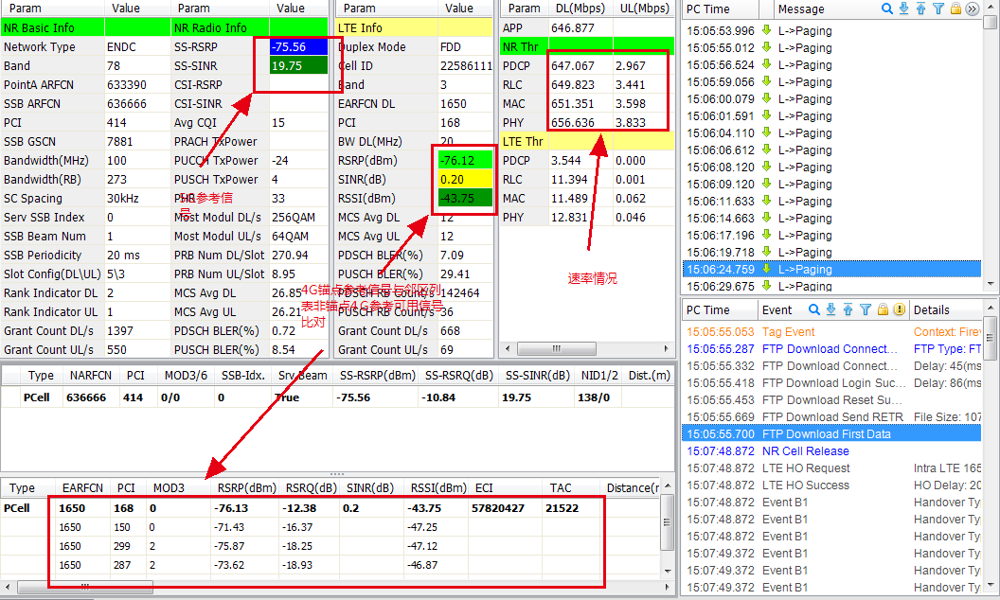 Param Value Param Value
NR Basic Info NR Radio Info
Network Type ENDC SS-RSRP -75.56
Band 78 SS-SINR 19.75
PointA ARFCN 633390 CSI-RSRP
SSB ARFCN 636666 CSI-SINR
PCI 414 Avg CQI 15
SSB GSCN 7881 PRACH TxPower
Bandwidth(MHz) 100 PUCCH TxPower -24
Bandwidth(RB) 273 PUSCH TxPower 4
SC Spacing 30kHz PHR 33
Serv SSB Index 0 Most Modul DL/s 256QAM
SSB Beam Num 1 Most Modul UL/s 64QAM
SSB Periodicity 20 ms PRB Num DL/Slot 270.94
Slot Config(DL\UL) 5\3 PRB Num UL/Slot 8.95
Rank Indicator DL 2 MCS Avg DL 26.85
Rank Indicator UL 1 MCS Avg UL 26.21
Grant Count DL/s 1397 PDSCH BLER(%) 0.72
Grant Count UL/s 550 PUSCH BLER(%) 8.54
5G参考信
号
Param Value
LTE Info
Duplex Mode FDD
Cell ID 22586111
Band 3
EARFCN DL 1650
PCI 168
BW DL(MHz) 20
RSRP(dBm) -76.12
SINR(dB) 0.20
RSSI(dBm) -43.75
MCS Avg DL 12
MCS Avg UL 12
PDSCH BLER(%) 7.09
PUSCH BLER(%) 29.41
PDSCH RB Count/s 142464
PUSCH RB Count/s 36
Grant Count DL/s 668
Grant Count UL/s 69
4G锚点参考信号与邻区列
表非锚点4G参考可用信号
比对
Param DL(Mbps) UL(Mbps)
APP 646.877
NR Thr
PDCP 647.067 2.967
RLC 649.823 3.441
MAC 651.351 3.598
PHY 656.636 3.833
LTE Thr
PDCP 3.544 0.000
RLC 11.394 0.001
MAC 11.489 0.062
PHY 12.831 0.046
速率情况
PC Time Message
15:05:53.996 L->Paging
15:05:55.012 L->Paging
15:05:56.524 L->Paging
15:05:59.056 L->Paging
15:06:00.079 L->Paging
15:06:01.591 L->Paging
15:06:04.110 L->Paging
15:06:06.612 L->Paging
15:06:08.120 L->Paging
15:06:09.120 L->Paging
15:06:11.633 L->Paging
15:06:14.663 L->Paging
15:06:17.196 L->Paging
15:06:19.718 L->Paging
15:06:24.759 L->Paging
15:06:29.675 L->Paging
PC Time Event Details
15:05:55.053 Tag Event Context: Firev
15:05:55.287 FTP Download Connect... FTP Type: FT
15:05:55.332 FTP Download Connect... Delay: 45(ms
15:05:55.418 FTP Download Login Suc... Delay: 86(ms
15:05:55.453 FTP Download Reset Su...
15:05:55.669 FTP Download Send RETR File Size: 107
15:05:55.700 FTP Download First Data
15:07:48.872 NR Cell Release
15:07:48.872 LTE HO Request Intra LTE 165
15:07:48.872 LTE HO Success HO Delay: 20
15:07:48.872 Event B1 Handover Ty
15:07:48.872 Event B1 Handover Ty
15:07:48.872 Event B1 Handover Ty
15:07:49.372 Event B1 Handover Ty
15:07:49.372 Event B1 Handover Ty
15:07:49.372 Event B1 Handover Ty
Type NARFCN PCI MOD3/6 SSB-Idx. Srv.Beam SS-RSRP(dBm) SS-RSRQ(dB) SS-SINR(dB) NID1/2 Dist.(m)
PCell 636666 414 0/0 0 True -75.56 -10.84 19.75 138/0
Type EARFCN PCI MOD3 RSRP(dBm) RSRQ(dB) SINR(dB) RSSI(dBm) ECI TAC Distance(r
PCell 1650 168 0 -76.13 -12.38 0.2 -43.75 57820427 21522
1650 150 0 -71.43 -16.37 -47.25
1650 299 2 -75.87 -18.25 -47.12
1650 287 2 -73.62 -18.93 -46.87